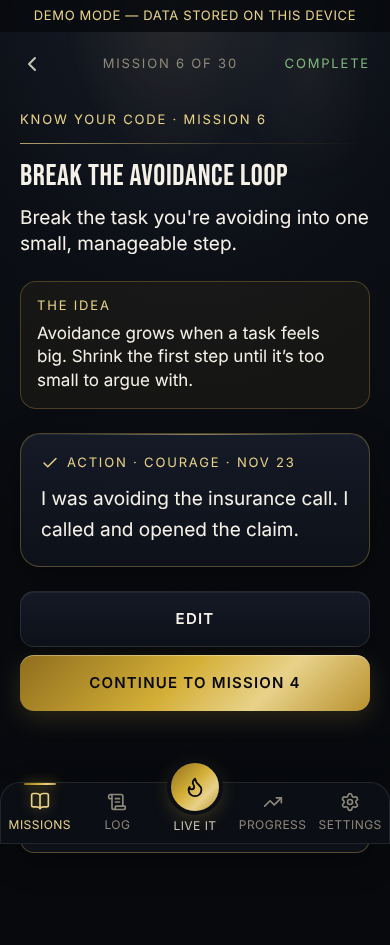 DEMO MODE — DATA STORED ON THIS DEVICE
MISSION 6 OF 30
COMPLETE
KNOW YOUR CODE · MISSION 6
BREAK THE AVOIDANCE LOOP
Break the task you're avoiding into one
small, manageable step.
THE IDEA
Avoidance grows when a task feels
big. Shrink the first step until it’s too
small to argue with.
ACTION · COURAGE · NOV 23
I was avoiding the insurance call. I
called and opened the claim.
EDIT
CONTINUE TO MISSION 4
MISSIONS
LOG
LIVE IT
PROGRESS
SETTINGS